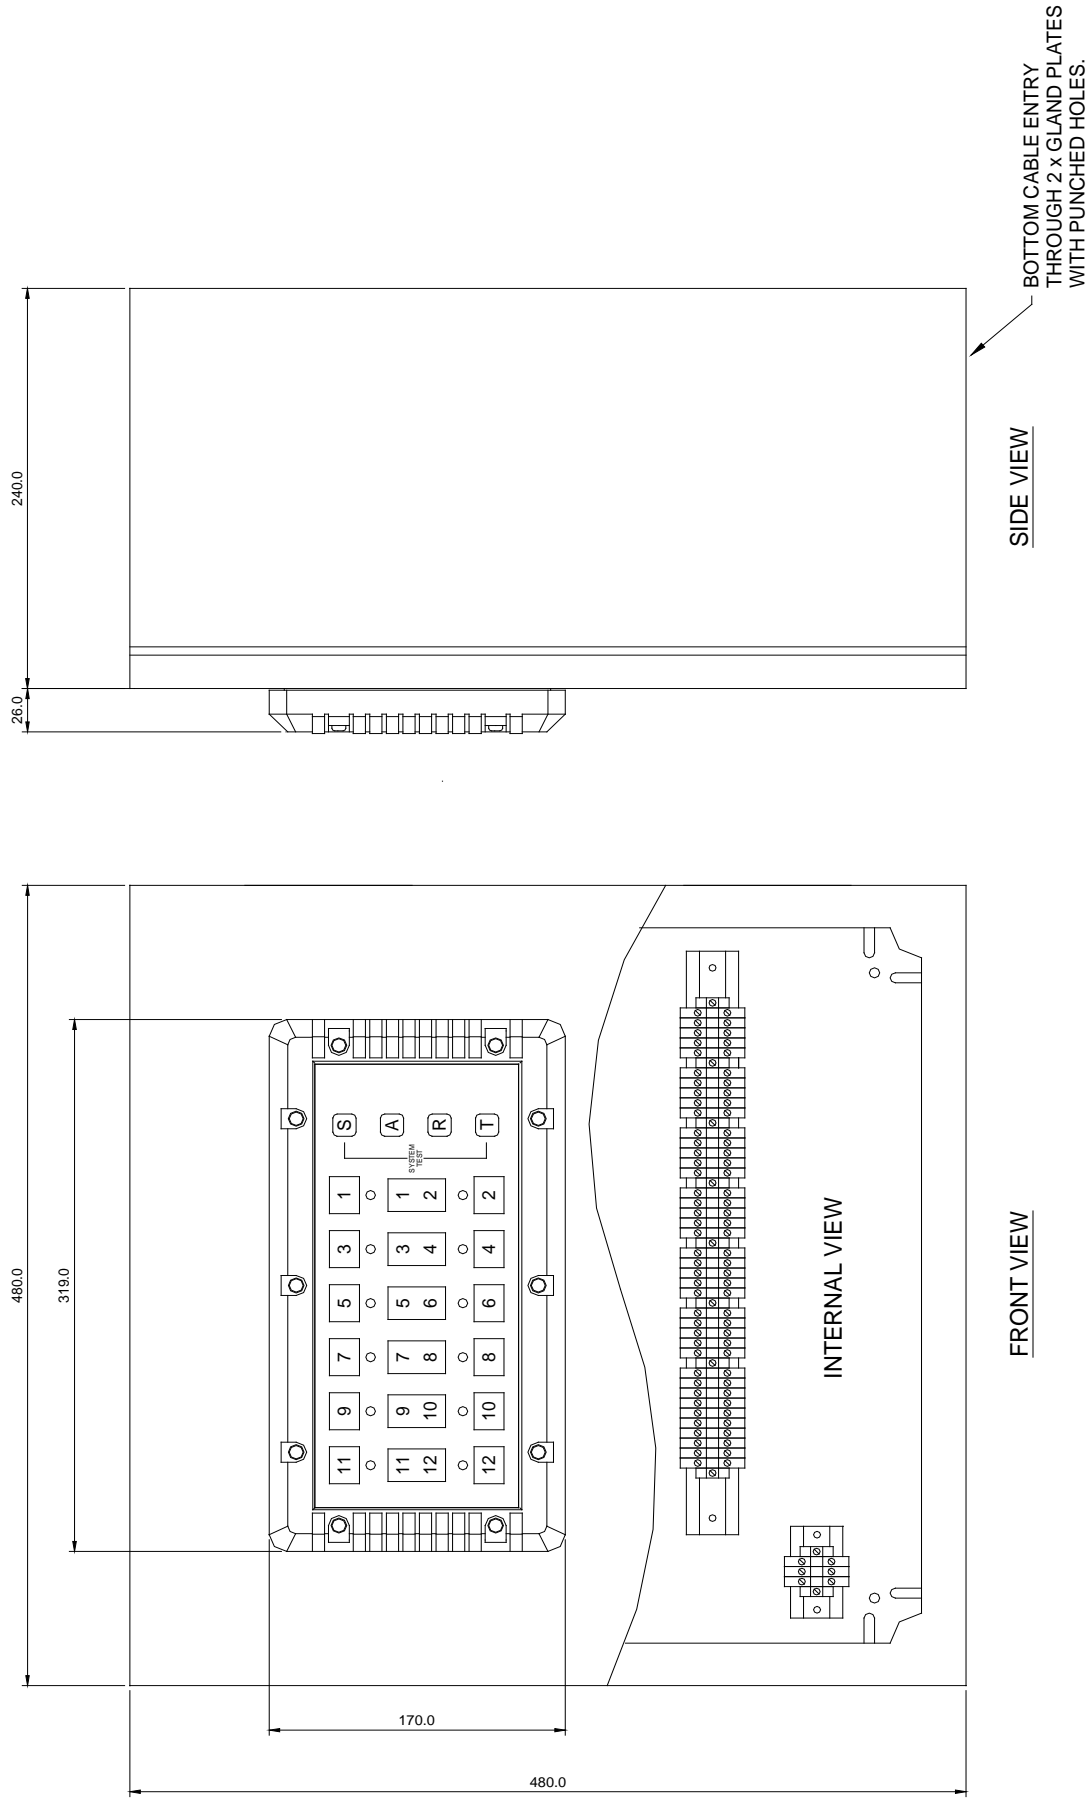 480.0
319.0
170.0
480.0
11
9
7
5
3
1
S
11
12
9
10
7
8
5
6
3
4
1
2
SYSTEM
TEST
A
R
12
10
8
6
4
2
T
INTERNAL VIEW
FRONT VIEW
26.0
240.0
SIDE VIEW
BOTTOM CABLE ENTRY
THROUGH 2 x GLAND PLATES
WITH PUNCHED HOLES.